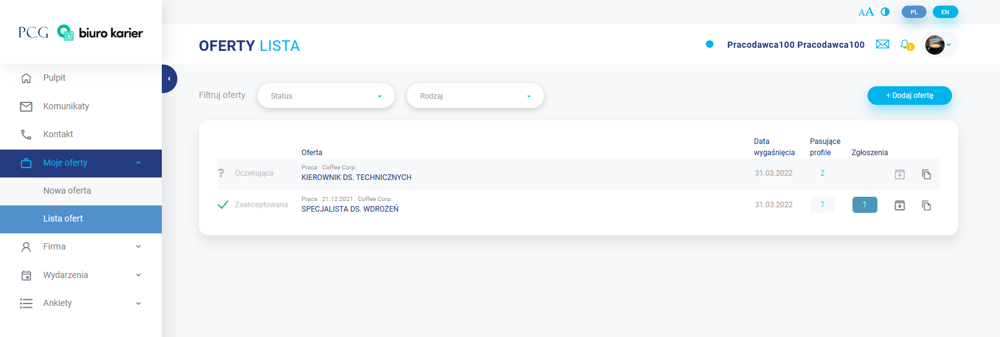 AA
PL
EN
PCG biuro karier
OFERTY LISTA
Pracodawca100 Pracodawca100
1
Pulpit
Komunikaty
Kontakt
Moje oferty
Nowa oferta
Lista ofert
Firma
Wydarzenia
Ankiety
Filtruj oferty
Status
Rodzaj
+ Dodaj ofertę
Oferta
Data wygaśnięcia
Pasujące profile
Zgłoszenia
? Oczekująca
Praca Coffee Corp.
KIEROWNIK DS. TECHNICZNYCH
31.03.2022
2
Zaakceptowana
Praca 21.12.2021 Coffee Corp.
SPECJALISTA DS. WDROŻEŃ
31.03.2022
7
1